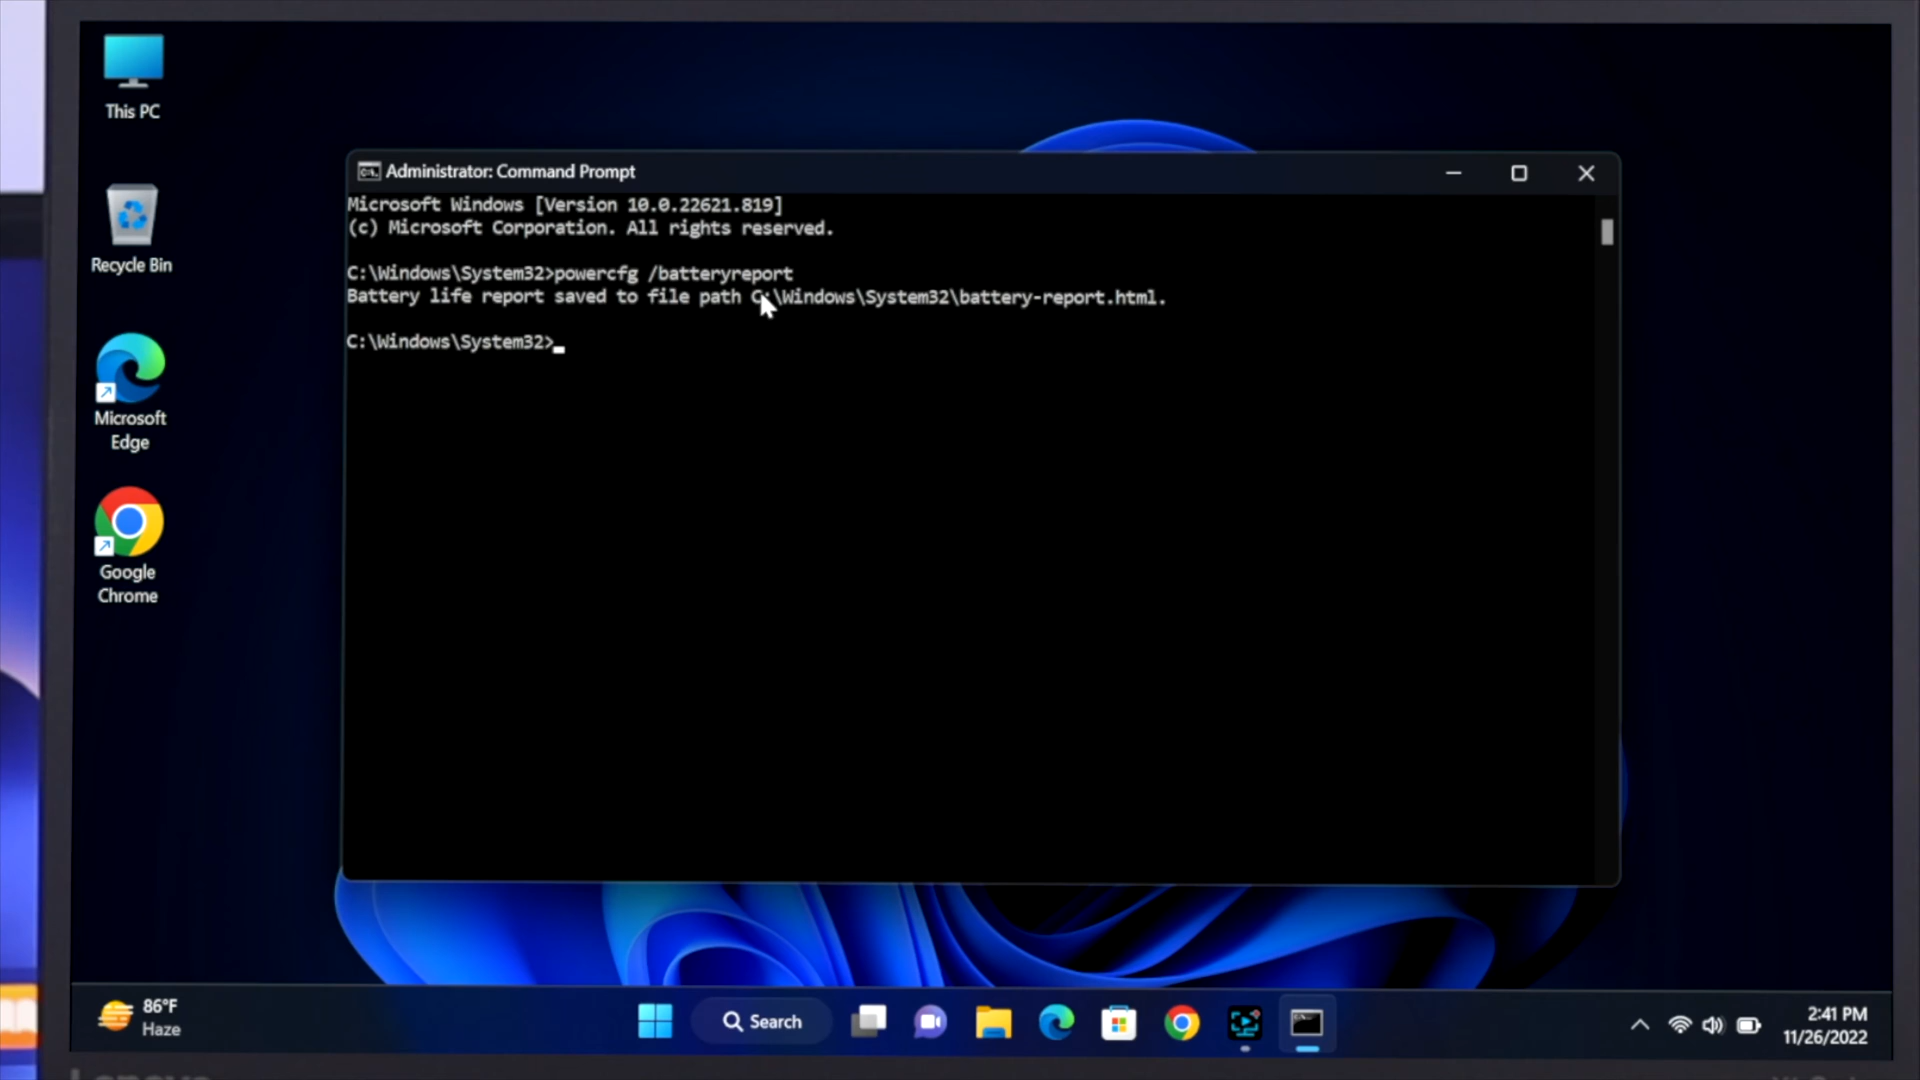 This PC
Recycle Bin
Microsoft
Edge
Google
Chrome
Administrator: Command Prompt
Microsoft Windows [Version 10.0.22621.819]
(c) Microsoft Corporation. All rights reserved.
C:\Windows\System32>powercfg /batteryreport
Battery life report saved to file path C:\Windows\System32\battery-report.html.
C:\Windows\System32>
86°F
Haze
Search
2:41 PM
11/26/2022